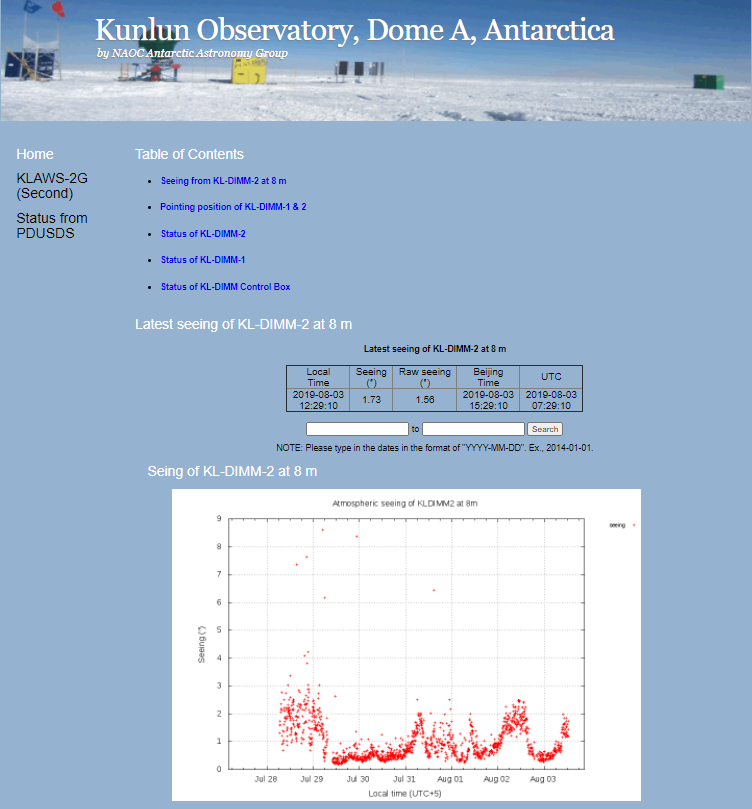 Kunlun Observatory, Dome A, Antarctica
by NAOC Antarctic Astronomy Group
Home
KLAWS-2G
(Second)
Status from
PDUSDS
Table of Contents
Seeing from KL-DIMM-2 at 8 m
Pointing position of KL-DIMM-1 & 2
Status of KL-DIMM-2
Status of KL-DIMM-1
Status of KL-DIMM Control Box
Latest seeing of KL-DIMM-2 at 8 m
Latest seeing of KL-DIMM-2 at 8 m
Local Time Seeing (") Raw seeing (") Beijing Time UTC
2019-08-03 12:29:10 1.73 1.56 2019-08-03 15:29:10 2019-08-03 07:29:10
to Search
NOTE: Please type in the dates in the format of "YYYY-MM-DD". Ex., 2014-01-01.
Seing of KL-DIMM-2 at 8 m
Atmospheric seeing of KLDIMM2 at 8m
seeing
9
8
7
6
5
4
3
2
1
0
Seeing (")
Jul 28 Jul 29 Jul 30 Jul 31 Aug 01 Aug 02 Aug 03
Local time (UTC+5)